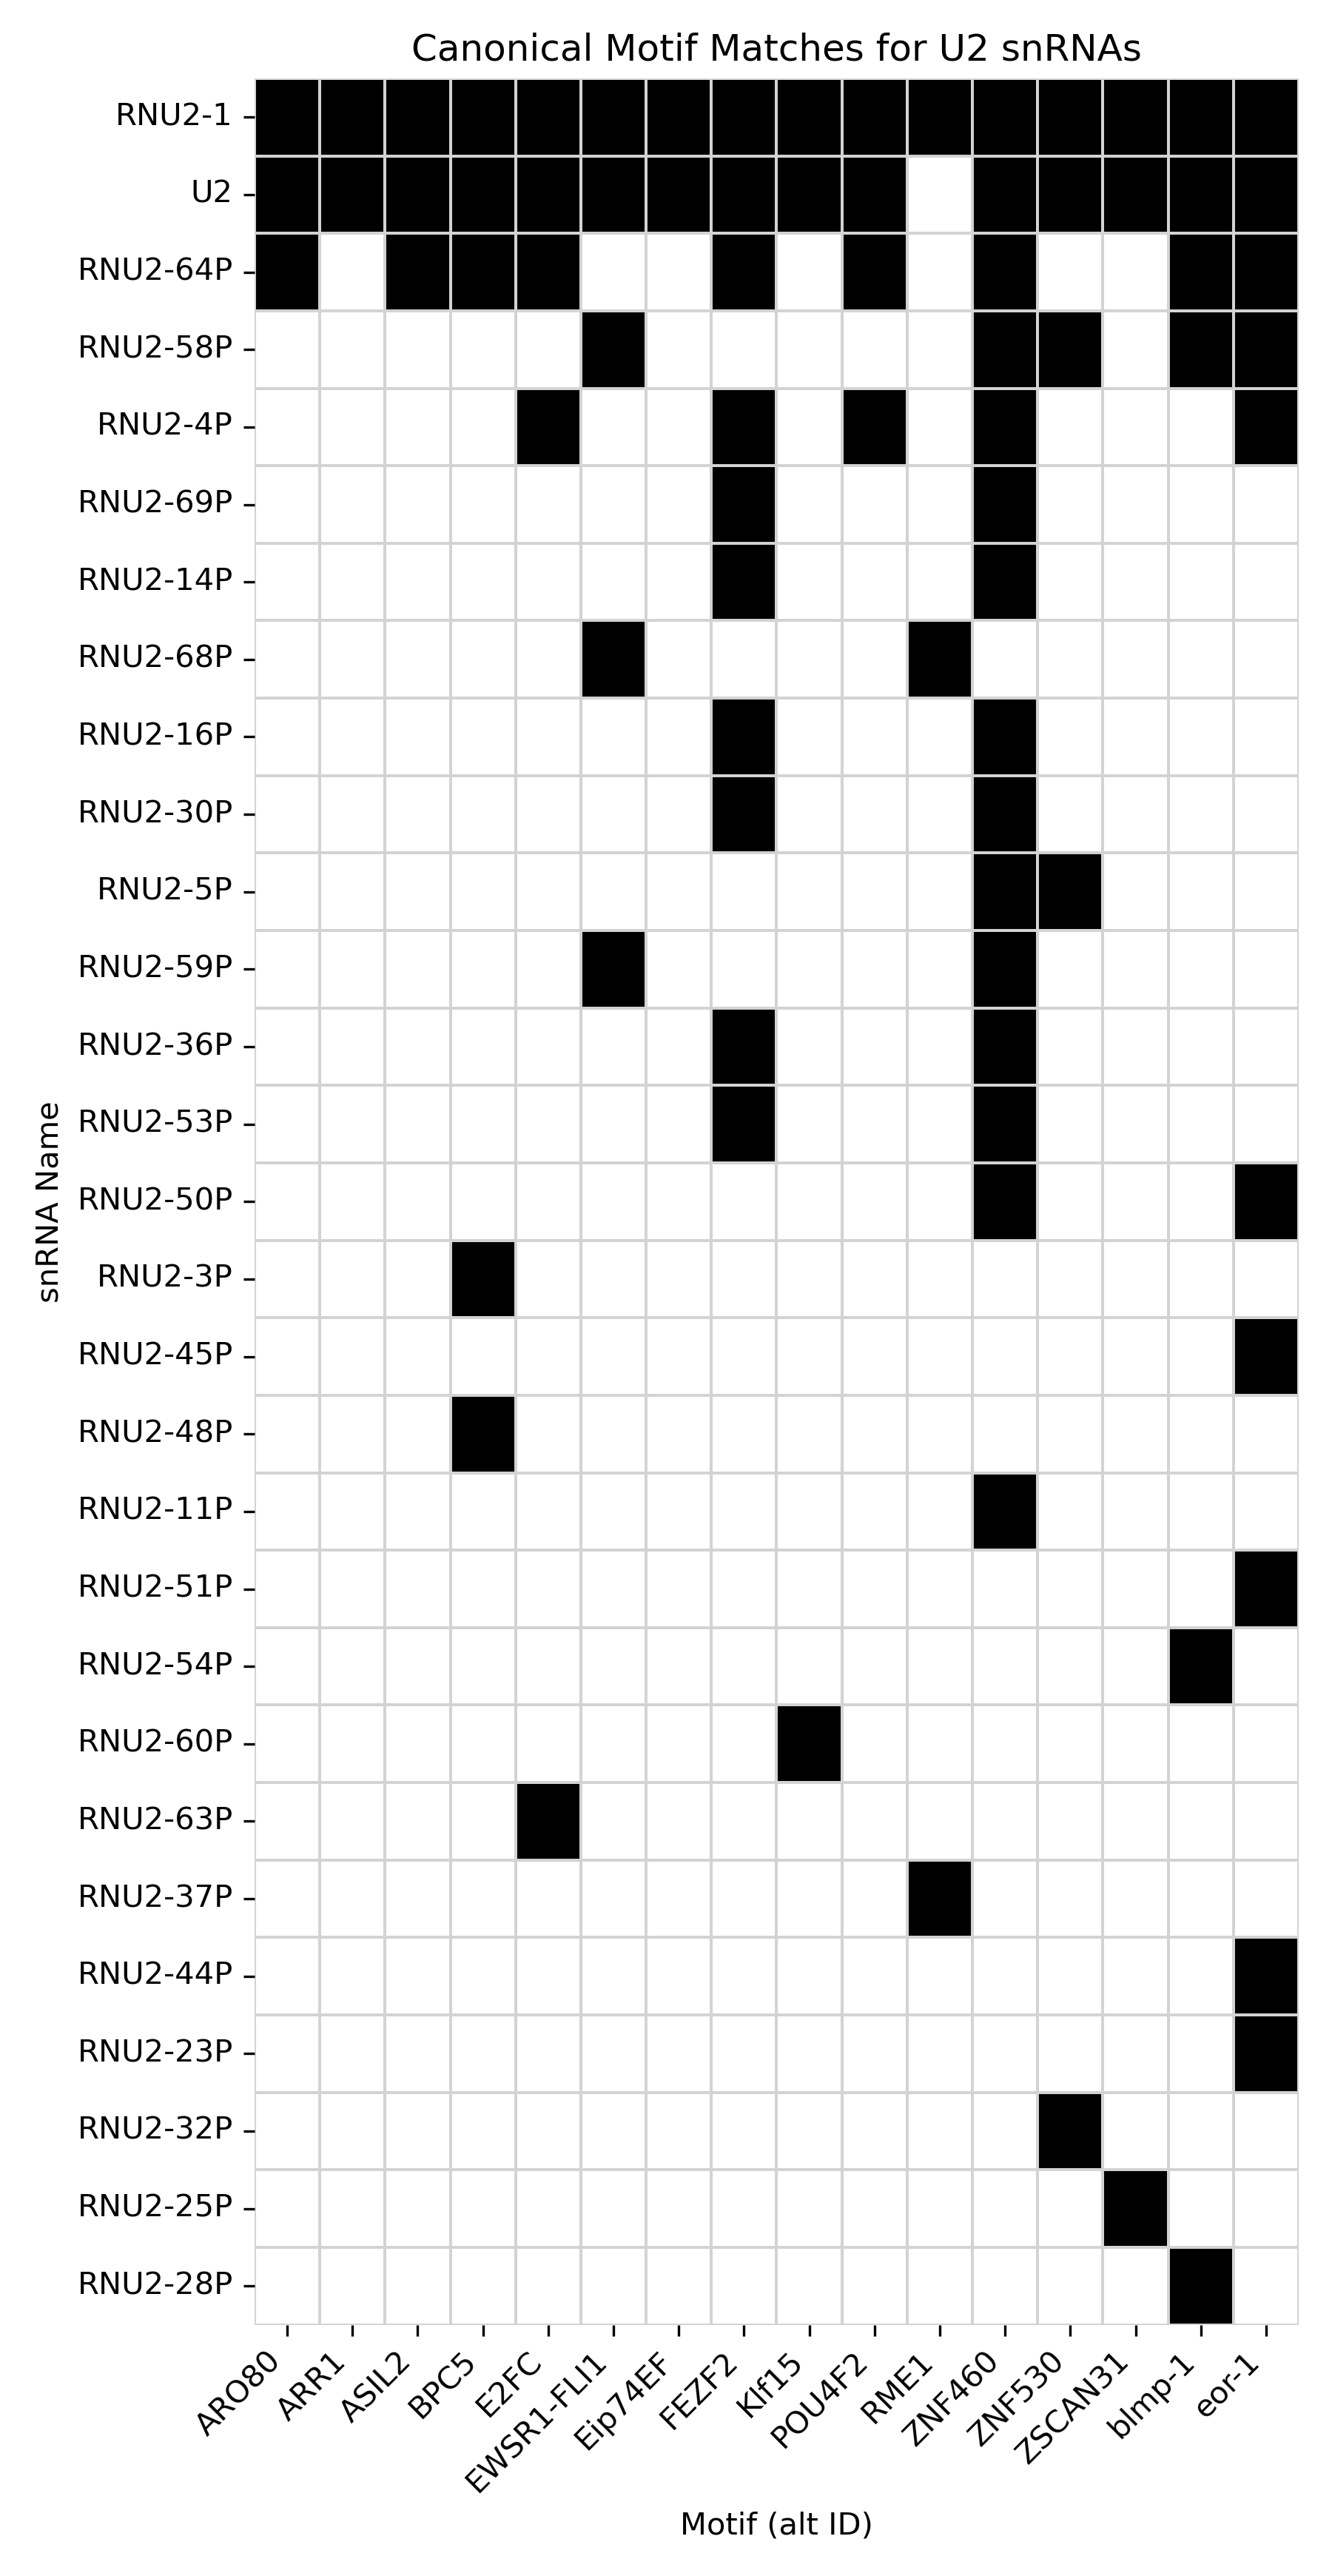 Canonical Motif Matches for U2 snRNAs
RNU2-1
U2
RNU2-64P
RNU2-58P
RNU2-4P
RNU2-69P
RNU2-14P
RNU2-68P
RNU2-16P
RNU2-30P
RNU2-5P
RNU2-59P
RNU2-36P
RNU2-53P
RNU2-50P
RNU2-3P
RNU2-45P
RNU2-48P
RNU2-11P
RNU2-51P
RNU2-54P
RNU2-60P
RNU2-63P
RNU2-37P
RNU2-44P
RNU2-23P
RNU2-32P
RNU2-25P
RNU2-28P
snRNA Name
ARO80
ARR1
ASIL2
BPC5
E2FC
EWSR1-FLI1
Eip74EF
FEZF2
Klf15
POU4F2
RME1
ZNF460
ZNF530
ZSCAN31
blmp-1
eor-1
Motif (alt ID)